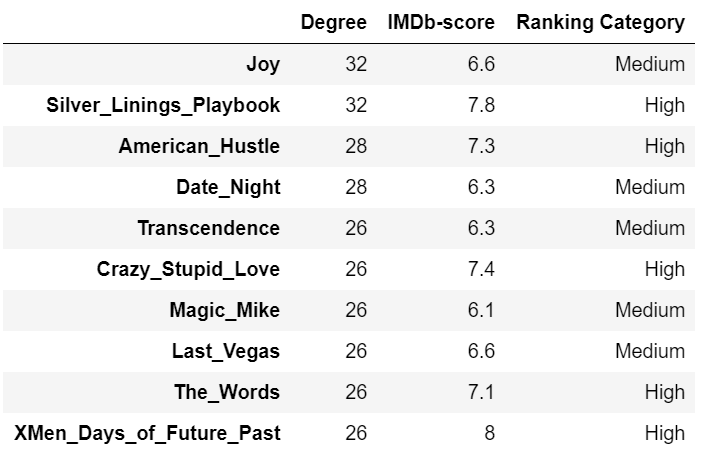 Degree IMDb-score Ranking Category
Joy 32 6.6 Medium
Silver_Linings_Playbook 32 7.8 High
American_Hustle 28 7.3 High
Date_Night 28 6.3 Medium
Transcendence 26 6.3 Medium
Crazy_Stupid_Love 26 7.4 High
Magic_Mike 26 6.1 Medium
Last_Vegas 26 6.6 Medium
The_Words 26 7.1 High
XMen_Days_of_Future_Past 26 8 High